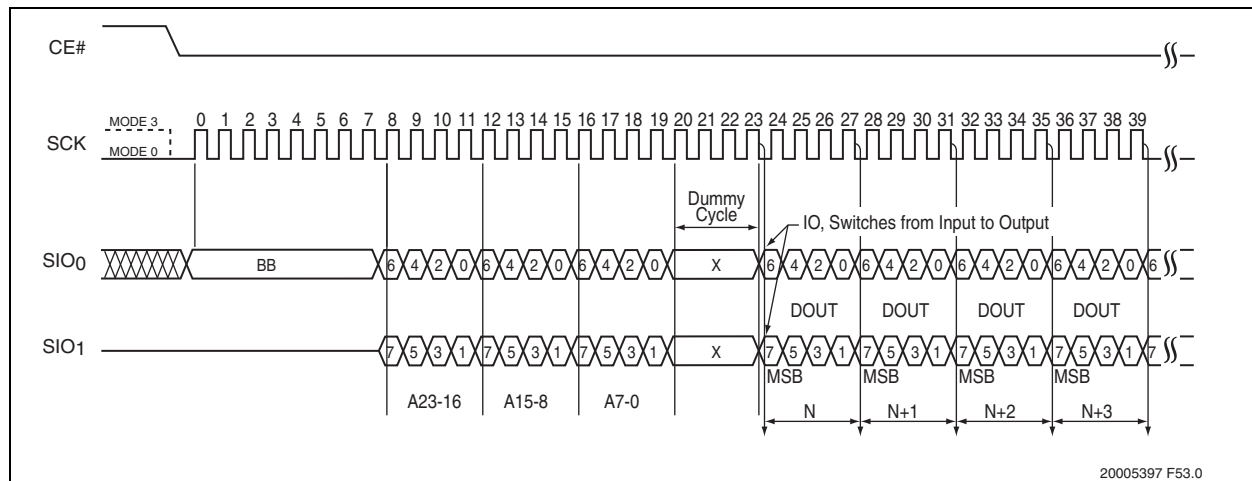 CE#
MODE 3
0 1 2 3 4 5 6 7 8 9 10 11 12 13 14 15 16 17 18 19 20 21 22 23 24 25 26 27 28 29 30 31 32 33 34 35 36 37 38 39
SCK
MODE 0
Dummy
Cycle
IO, Switches from Input to Output
SIO0
BB
6 4 2 0 6 4 2 0 6 4 2 0 X 6 4 2 0 6 4 2 0 6 4 2 0 6 4 2 0 6
DOUT DOUT DOUT DOUT
SIO1
7 5 3 1 7 5 3 1 7 5 3 1 X 7 5 3 1 7 5 3 1 7 5 3 1 7 5 3 1 7
MSB MSB MSB MSB
A23-16 A15-8 A7-0
N N+1 N+2 N+3
20005397 F53.0